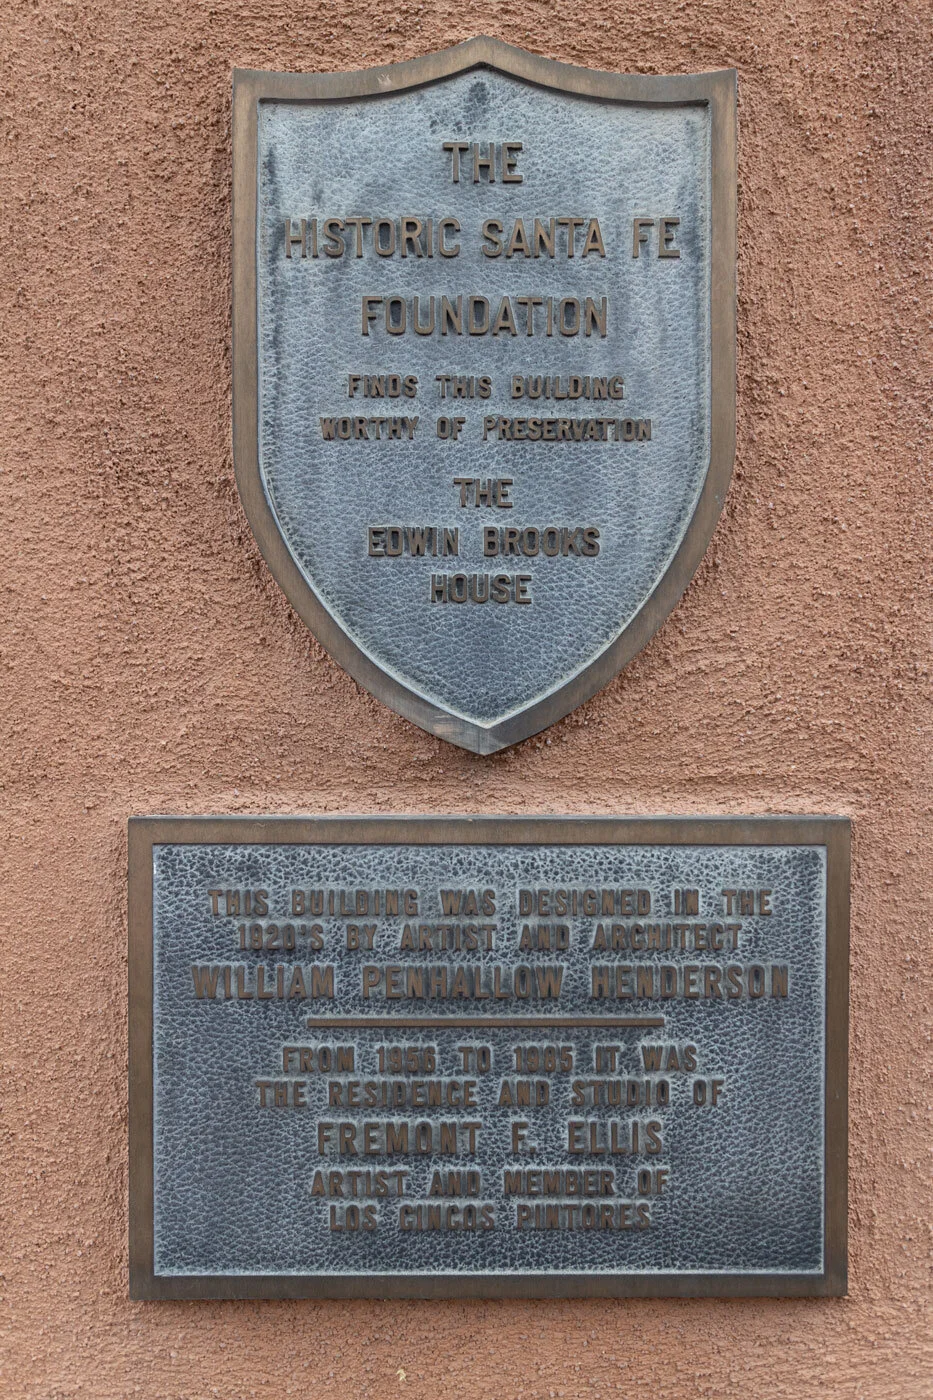 THE
HISTORIC SANTA FE
FOUNDATION
FINDS THIS BUILDING
WORTHY OF PRESERVATION
THE
EDWIN BROOKS
HOUSE
THIS BUILDING WAS DESIGNED IN THE
1920'S BY ARTIST AND ARCHITECT
WILLIAM PENHALLOW HENDERSON
FROM 1956 TO 1985 IT WAS
THE RESIDENCE AND STUDIO OF
FREMONT F. ELLIS
ARTIST AND MEMBER OF
LOS CINCOS PINTORES